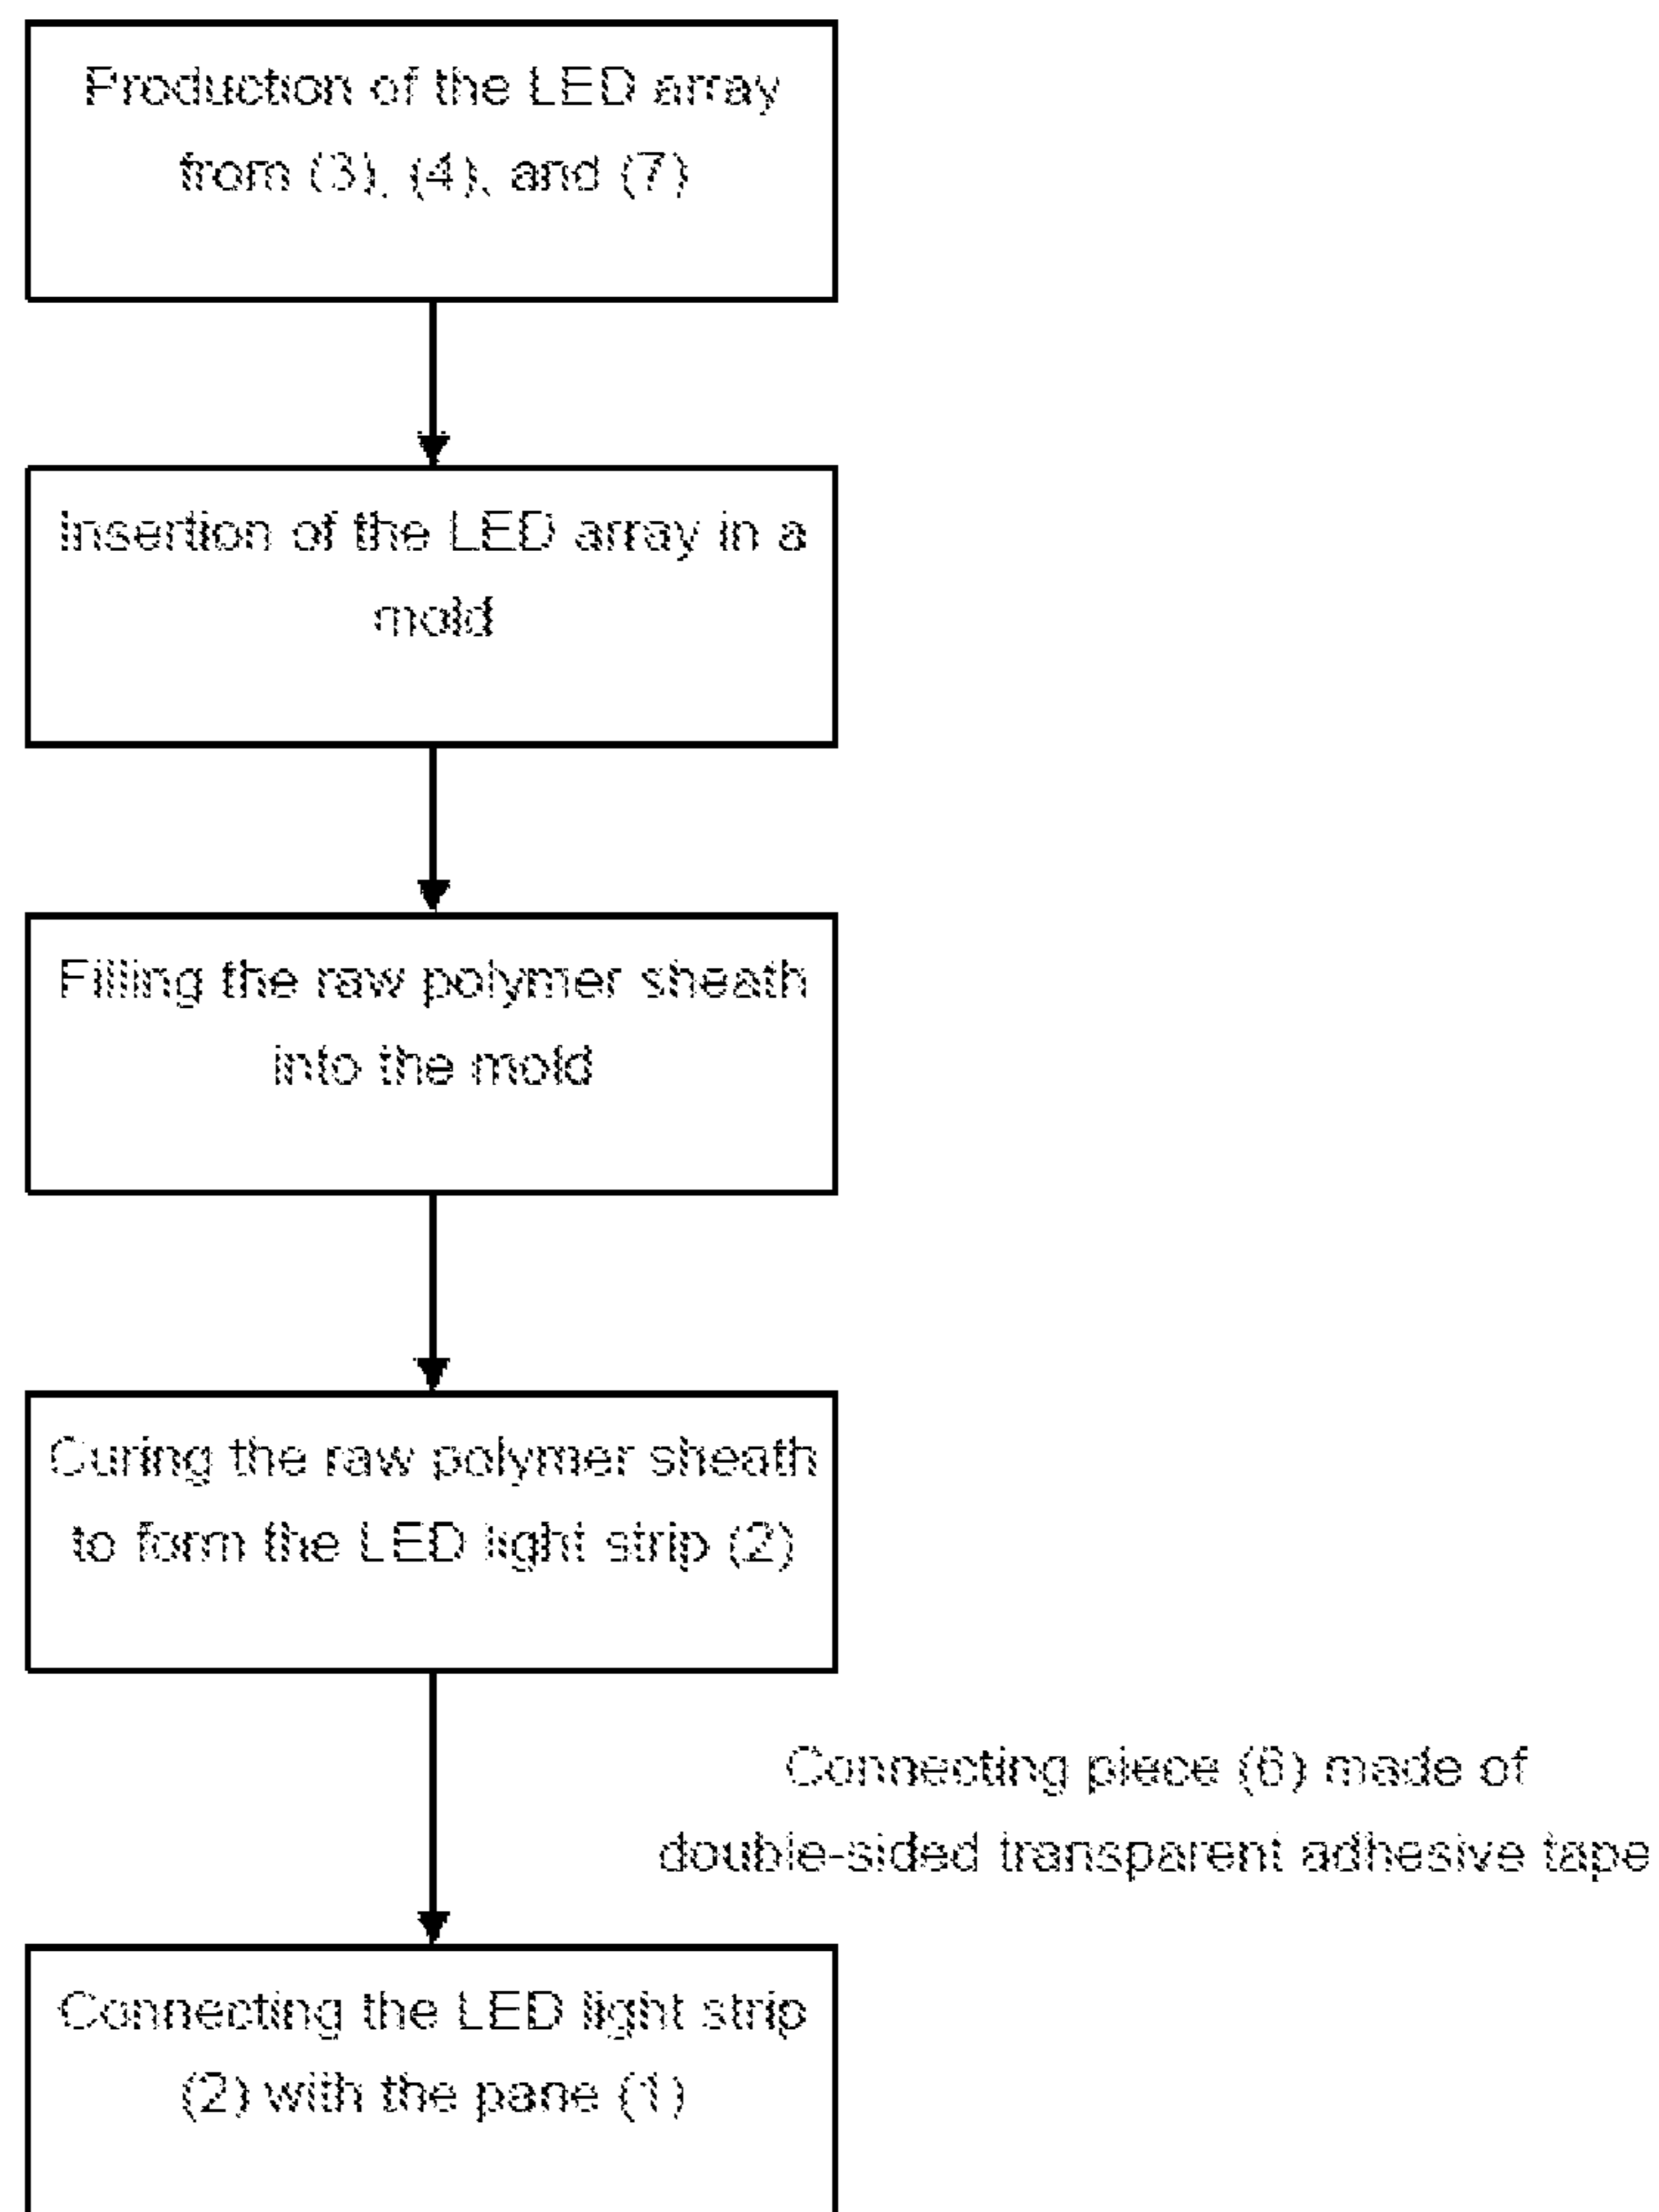 Production of the LED array
from (3), (4), and (7)
Insertion of the LED array in a
mold
Filling the raw polymer sheath
into the mold
Curing the raw polymer sheath
to form the LED light strip (2)
Connecting piece (6) made of
double-sided transparent adhesive tape
Connecting the LED light strip
(2) with the pane (1)